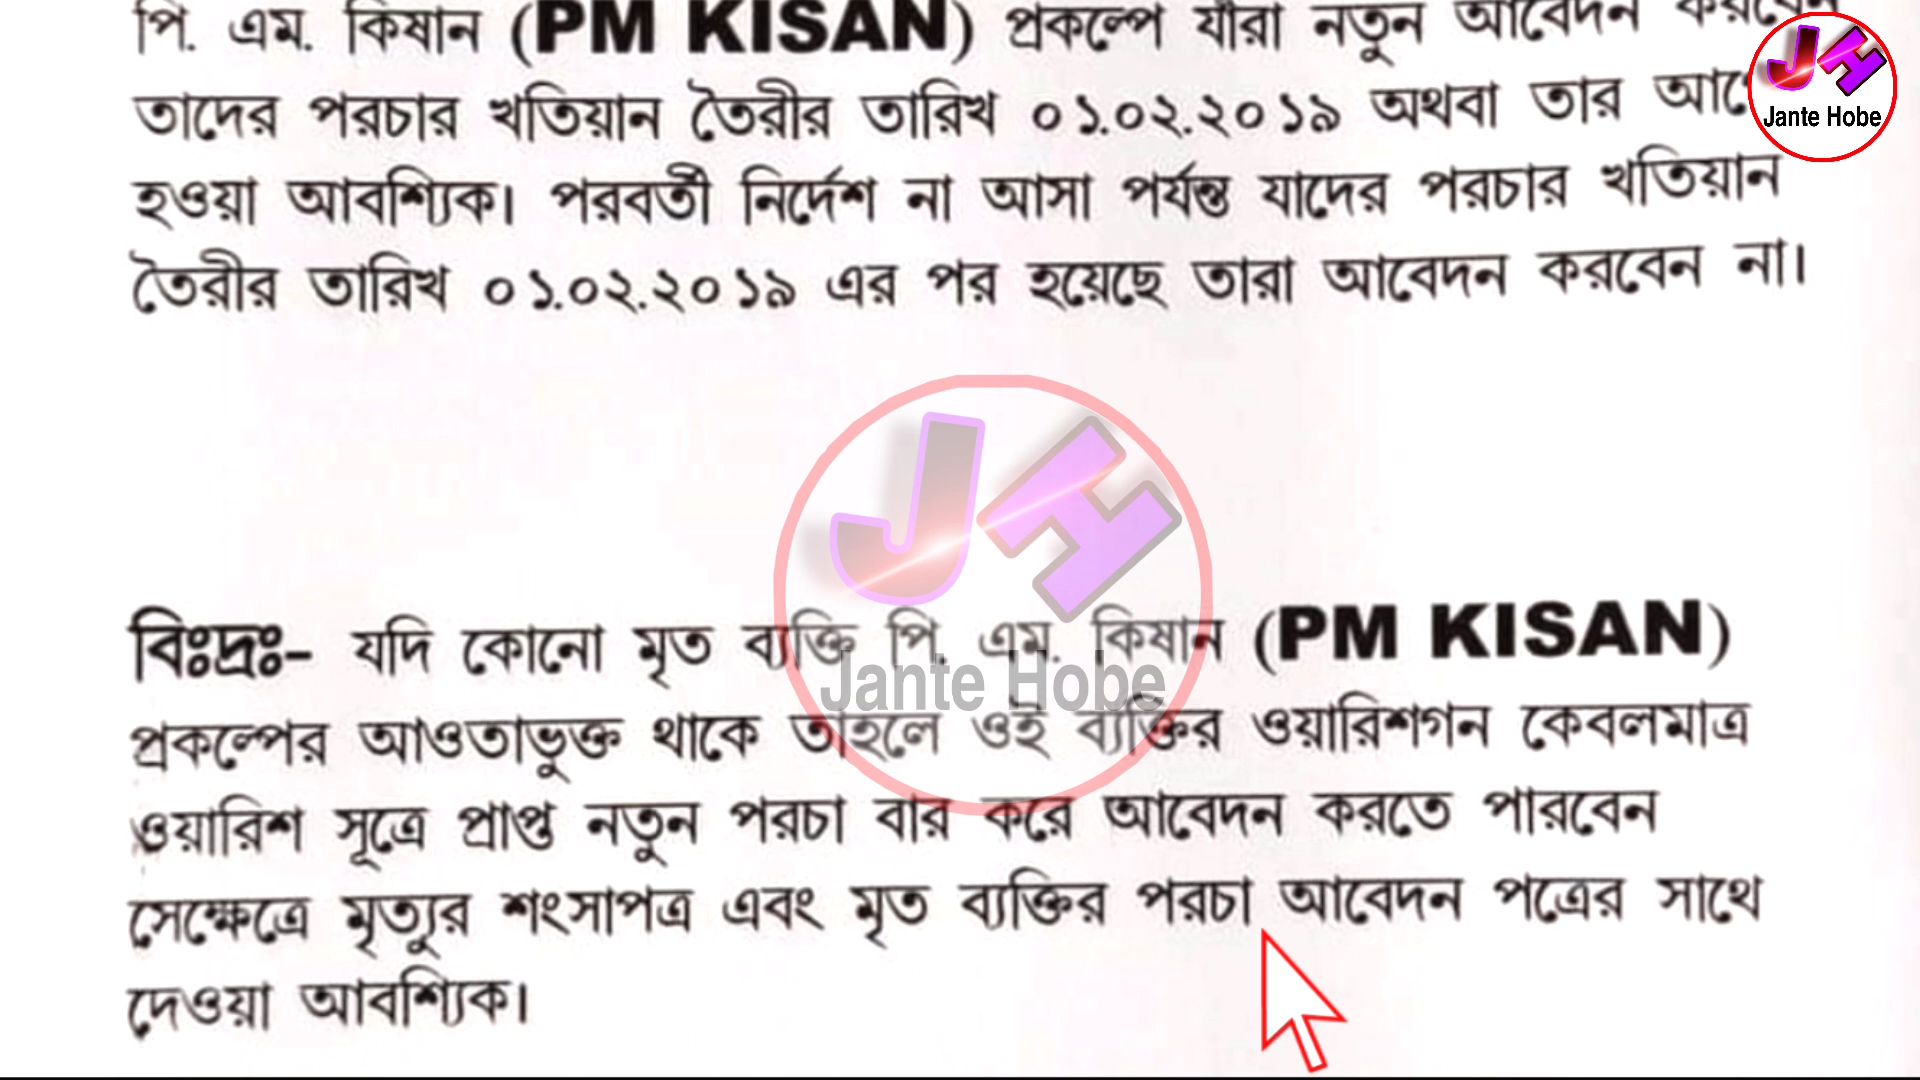 পি. এম. কিষান (PM KISAN) প্রকল্পে যাঁরা নতুন আবেদন করবেন
তাদের পরচার খতিয়ান তৈরীর তারিখ ০১.০২.২০১৯ অথবা তার আগে
হওয়া আবশ্যিক। পরবর্তী নির্দেশ না আসা পর্যন্ত যাদের পরচার খতিয়ান
তৈরীর তারিখ ০১.০২.২০১৯ এর পর হয়েছে তারা আবেদন করবেন না।
JH
Jante Hobe
JH
Jante Hobe
বিঃদ্রঃ- যদি কোনো মৃত ব্যক্তি পি. এম. কিষান (PM KISAN)
প্রকল্পের আওতাভুক্ত থাকে তাহলে ওই ব্যক্তির ওয়ারিশগন কেবলমাত্র
ওয়ারিশ সূত্রে প্রাপ্ত নতুন পরচা বার করে আবেদন করতে পারবেন
সেক্ষেত্রে মৃত্যুর শংসাপত্র এবং মৃত ব্যক্তির পরচা আবেদন পত্রের সাথে
দেওয়া আবশ্যিক।